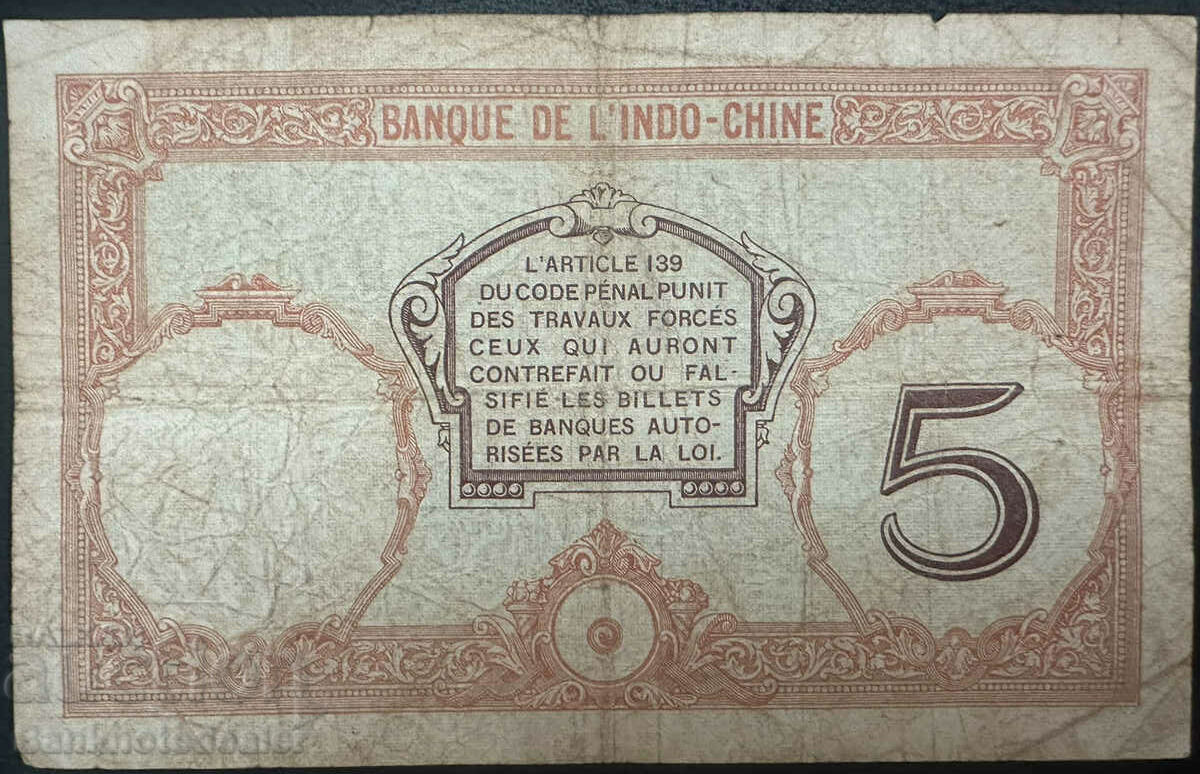 BANQUE DE L'INDO-CHINE
L'ARTICLE 139
DU CODE PÉNAL PUNIT
DES TRAVAUX FORCÉS
CEUX QUI AURONT
CONTREFAIT OU FAL-
SIFIÉ LES BILLETS
DE BANQUES AUTO-
RISÉES PAR LA LOI.
5
Banknotedealer